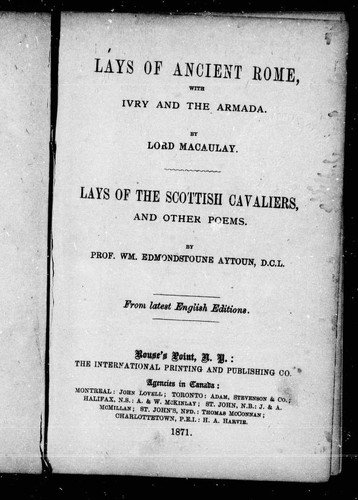 LAYS OF ANCIENT ROME,
WITH
IVRY AND THE ARMADA.
BY
LORD MACAULAY.
LAYS OF THE SCOTTISH CAVALIERS,
AND OTHER POEMS.
BY
PROF. WM. EDMONDSTOUNE AYTOUN, D.C.L.
From latest English Editions.
Rouse's Point, N. Y.:
THE INTERNATIONAL PRINTING AND PUBLISHING CO.
Agencies in Canada:
MONTREAL: JOHN LOVELL; TORONTO: ADAM, STEVENSON & CO.;
HALIFAX, N.S.: A. & W. MCKINLAY; ST. JOHN, N.B.: J. & A.
MCMILLAN; ST. JOHN'S, NFD.: THOMAS MCCONNAN;
CHARLOTTETOWN, P.E.I.: H. A. HARVIE.
1871.